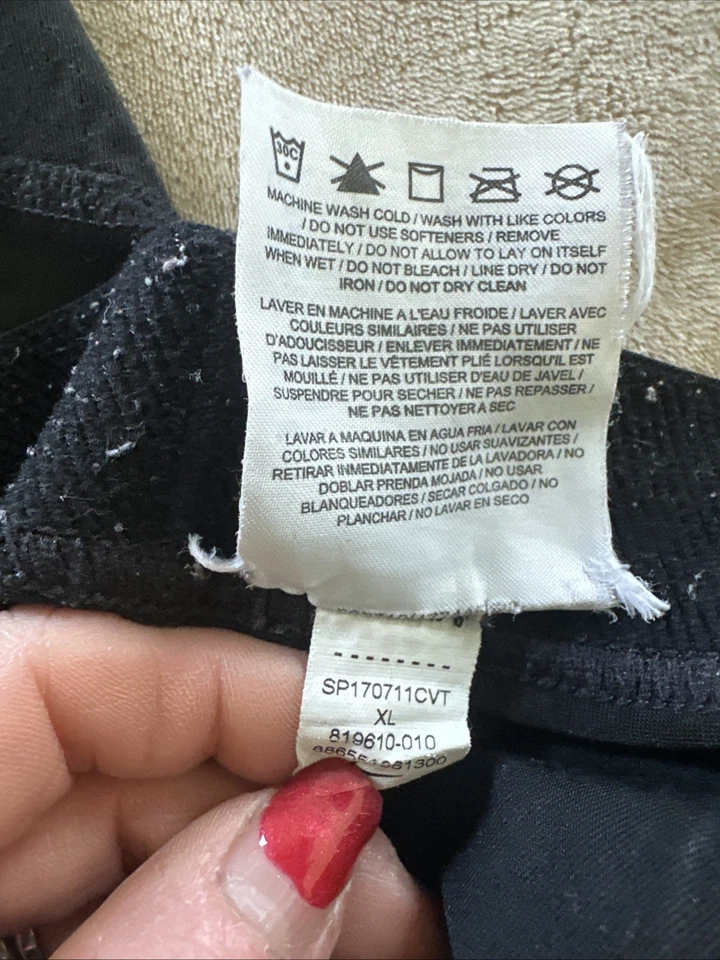 30C
MACHINE WASH COLD / WASH WITH LIKE COLORS
/ DO NOT USE SOFTENERS / REMOVE
IMMEDIATELY / DO NOT ALLOW TO LAY ON ITSELF
WHEN WET / DO NOT BLEACH / LINE DRY / DO NOT
IRON / DO NOT DRY CLEAN
LAVER EN MACHINE A L'EAU FROIDE / LAVER AVEC
COULEURS SIMILAIRES / NE PAS UTILISER
D'ADOUCISSEUR / ENLEVER IMMEDIATEMENT / NE
PAS LAISSER LE VÊTEMENT PLIÉ LORSQU'IL EST
MOUILLÉ / NE PAS UTILISER D'EAU DE JAVEL /
SUSPENDRE POUR SECHER / NE PAS REPASSER /
NE PAS NETTOYER A SEC
LAVAR A MAQUINA EN AGUA FRIA / LAVAR CON
COLORES SIMILARES / NO USAR SUAVIZANTES /
RETIRAR INMEDIATAMENTE DE LA LAVADORA / NO
DOBLAR PRENDA MOJADA / NO USAR
BLANQUEADORES / SECAR COLGADO / NO
PLANCHAR / NO LAVAR EN SECO
SP170711CVT
XL
819610-010